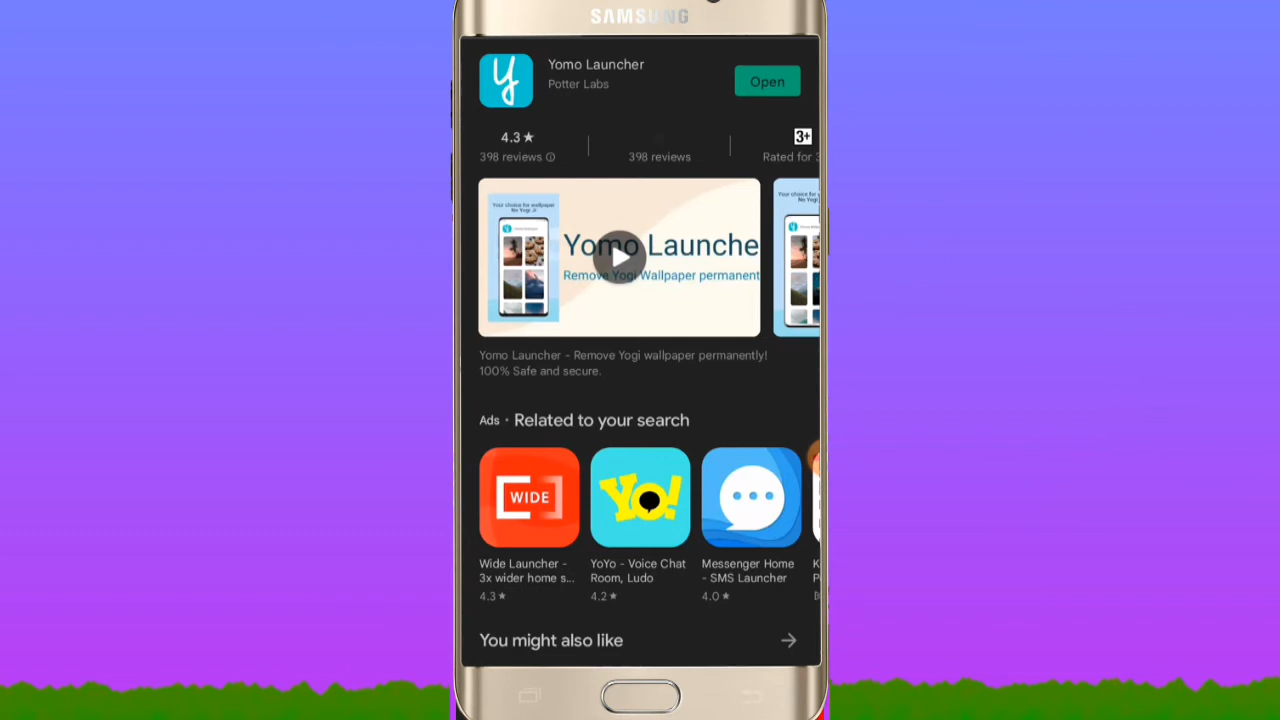 SAMSUNG
Yomo Launcher
Potter Labs
Open
4.3★
398 reviews
398 reviews
3+
Rated for 3
Your choice for wallpaper
No Yogi Ji
Yomo Launche
Remove Yogi Wallpaper permanent
Yomo Launcher - Remove Yogi wallpaper permanently!
100% Safe and secure.
Ads · Related to your search
WIDE
Yo!
Wide Launcher -
3x wider home s...
4.3★
YoYo - Voice Chat
Room, Ludo
4.2★
Messenger Home
- SMS Launcher
4.0★
K
You might also like